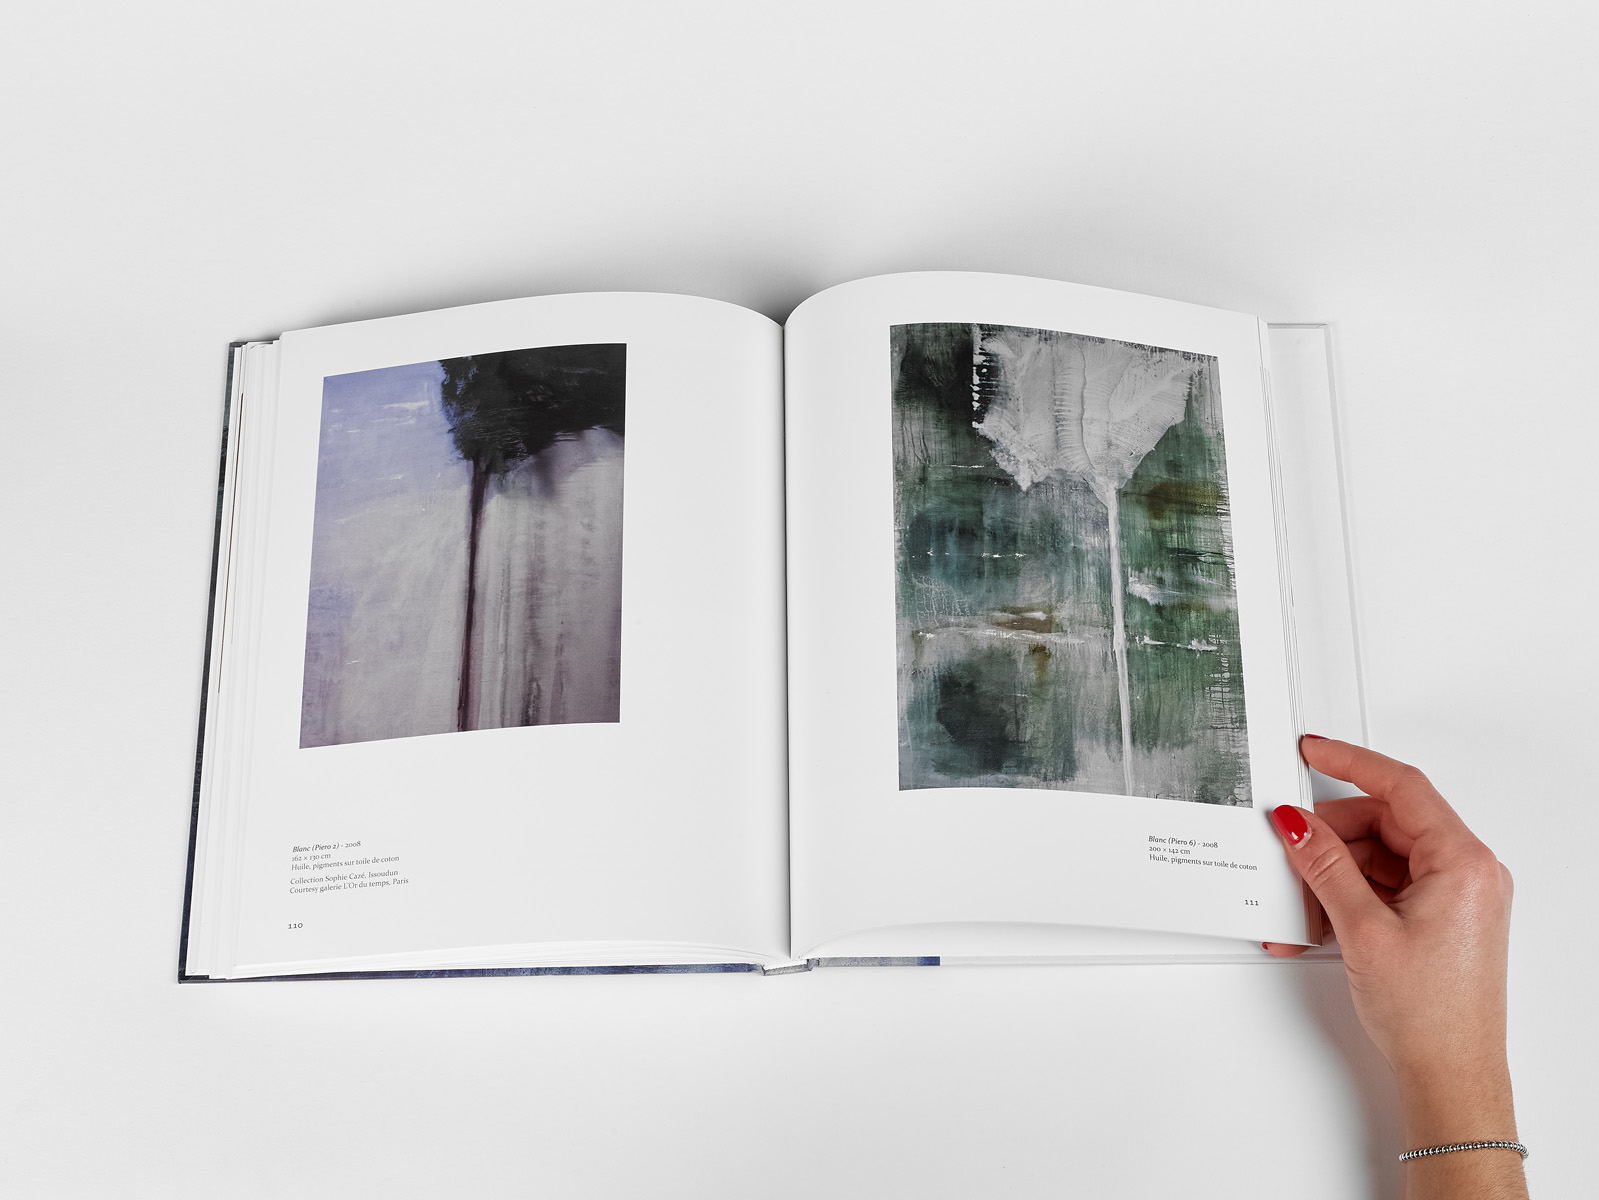 Blanc (Piero 2) - 2008
162 × 130 cm
Huile, pigments sur toile de coton
Collection Sophie Cazé, Issoudun
Courtesy galerie L'Or du temps, Paris
110
Blanc (Piero 6) - 2008
200 × 142 cm
Huile, pigments sur toile de coton
111